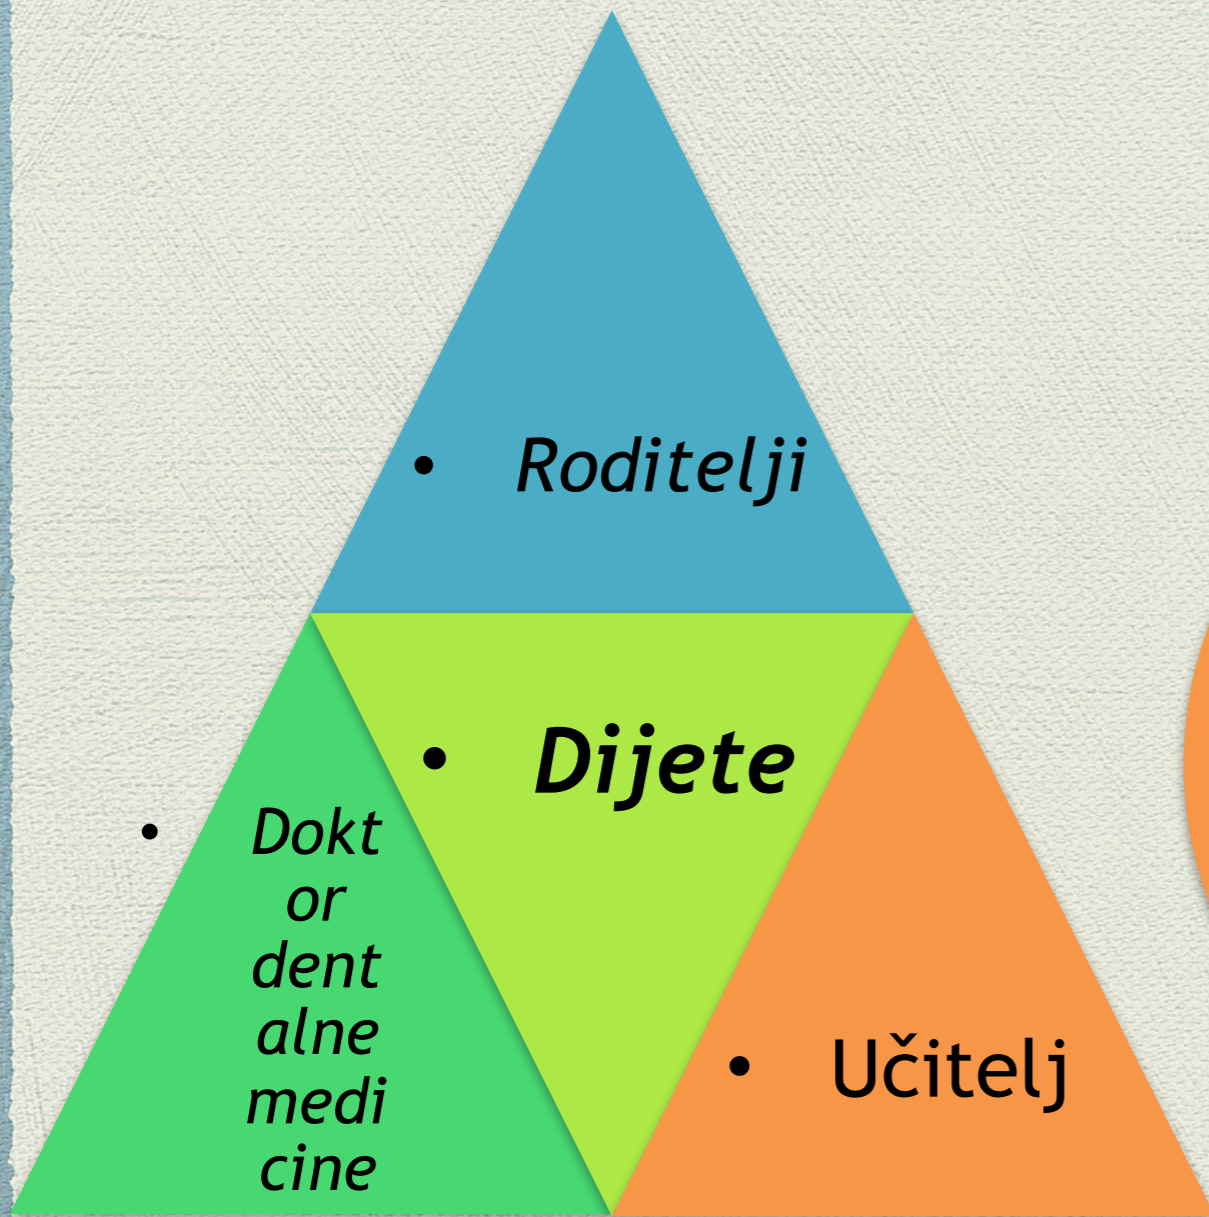 • Roditelji
• Dijete
• Dokt
or
dent
alne
medi
cine
• Učitelj